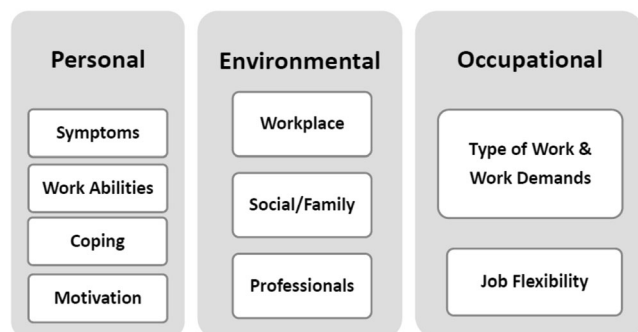 Personal
Symptoms
Work Abilities
Coping
Motivation
Environmental
Workplace
Social/Family
Professionals
Occupational
Type of Work &
Work Demands
Job Flexibility